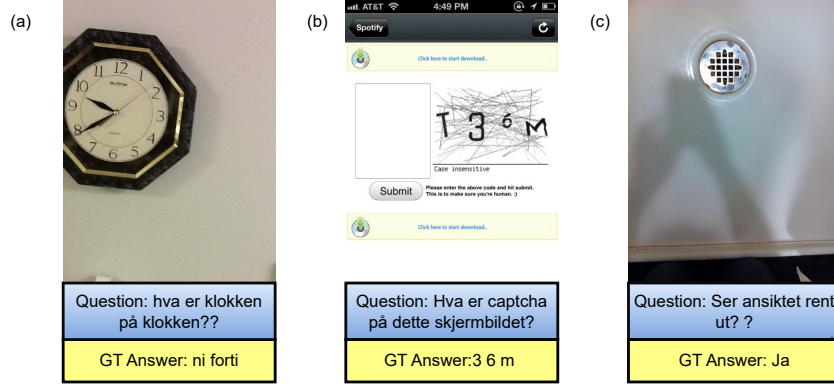 (a)
12
11
1
10
2
9
3
8
4
7
5
6
Question: hva er klokken
på klokken??
GT Answer: ni forti
(b)
AT&T
4:49 PM
Spotify
Click here to start download..
T 3 6 M
Case insensitive
Submit
Please enter the above code and hit submit.
This is to make sure you're human. :)
Click here to start download..
Question: Hva er captcha
på dette skjermbildet?
GT Answer:3 6 m
(c)
Question: Ser ansiktet rent
ut? ?
GT Answer: Ja